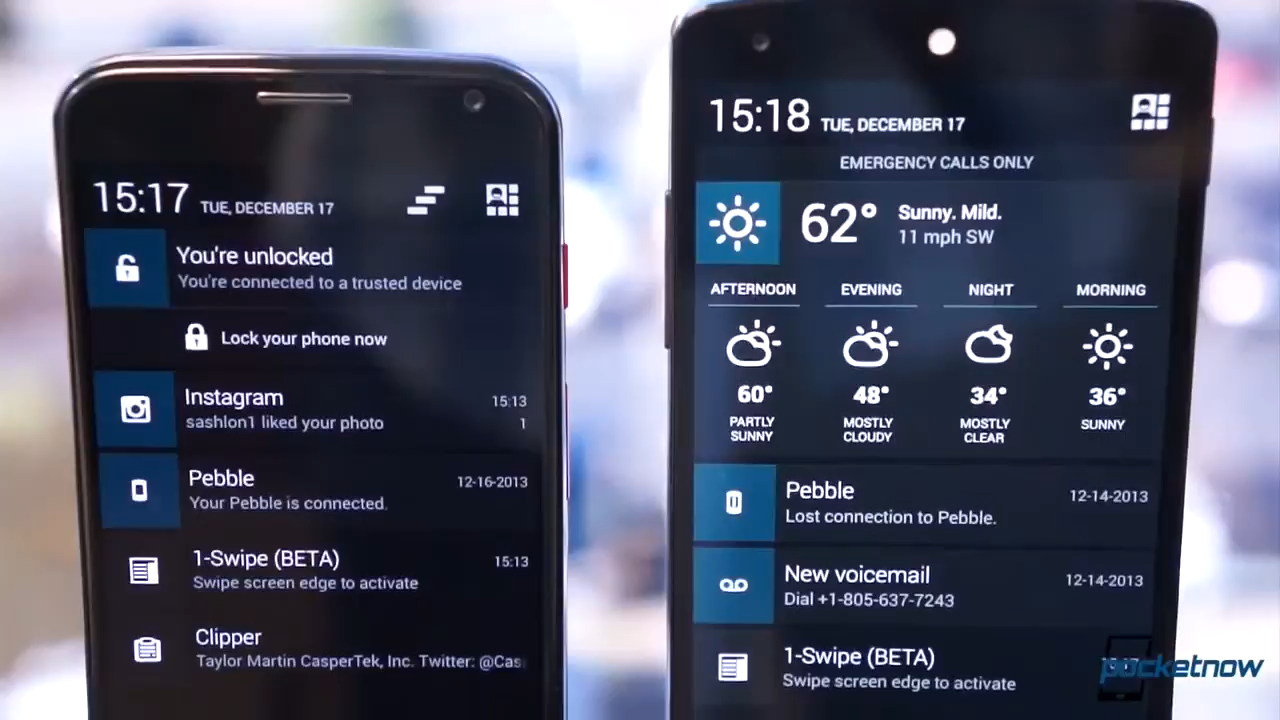 15:17 TUE, DECEMBER 17
You're unlocked
You're connected to a trusted device
Lock your phone now
Instagram 15:13
sashlon1 liked your photo 1
Pebble 12-16-2013
Your Pebble is connected.
1-Swipe (BETA) 15:13
Swipe screen edge to activate
Clipper
Taylor Martin CasperTek, Inc. Twitter: @Cas
15:18 TUE, DECEMBER 17
EMERGENCY CALLS ONLY
62° Sunny. Mild.
11 mph SW
AFTERNOON EVENING NIGHT MORNING
60° 48° 34° 36°
PARTLY MOSTLY MOSTLY SUNNY
SUNNY CLOUDY CLEAR
Pebble 12-14-2013
Lost connection to Pebble.
New voicemail 12-14-2013
Dial +1-805-637-7243
1-Swipe (BETA)
Swipe screen edge to activate
pocketnow